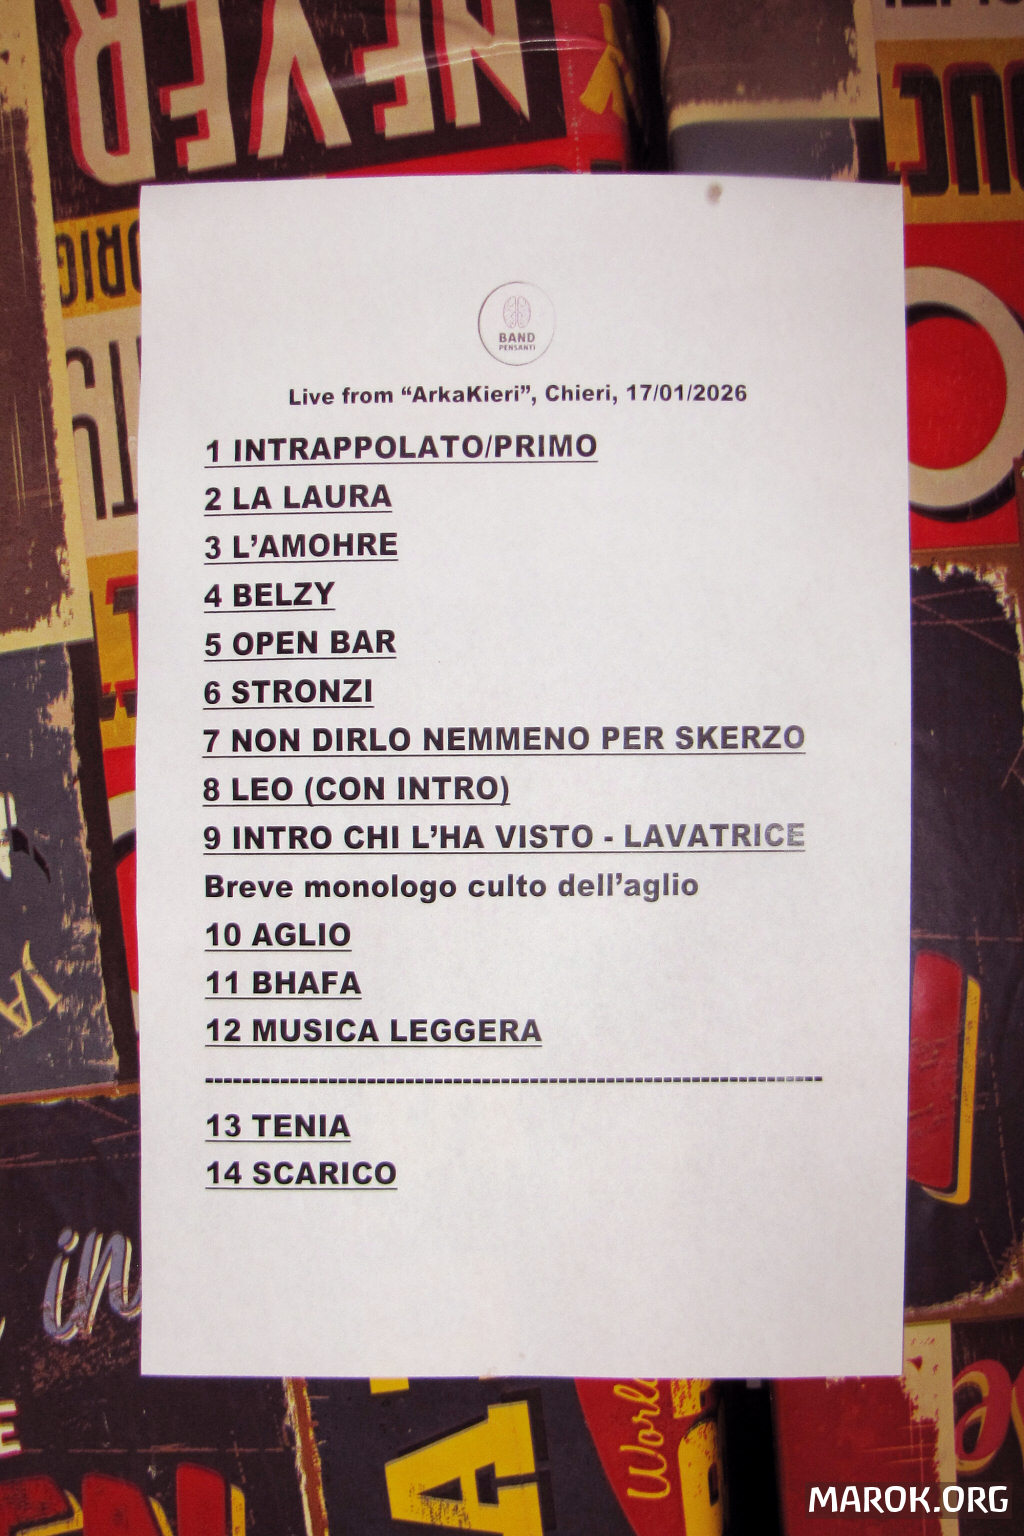 NEVER
BAND
PENSANTI
Live from “ArkaKieri”, Chieri, 17/01/2026
1 INTRAPPOLATO/PRIMO
2 LA LAURA
3 L’AMOHRE
4 BELZY
5 OPEN BAR
6 STRONZI
7 NON DIRLO NEMMENO PER SKERZO
8 LEO (CON INTRO)
9 INTRO CHI L’HA VISTO - LAVATRICE
Breve monologo culto dell’aglio
10 AGLIO
11 BHAFA
12 MUSICA LEGGERA
--------------------------------------------------------------------
13 TENIA
14 SCARICO
in
MAROK.ORG